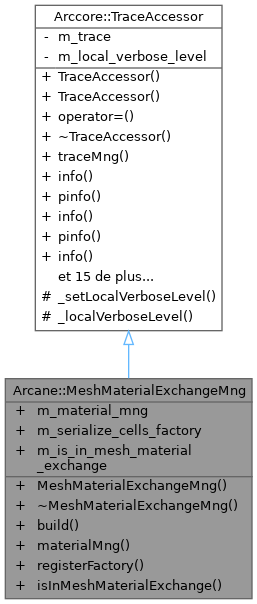 Arccore::TraceAccessor
- m_trace
- m_local_verbose_level
+ TraceAccessor()
+ TraceAccessor()
+ operator=()
+ ~TraceAccessor()
+ traceMng()
+ info()
+ pinfo()
+ info()
+ pinfo()
+ info()
et 15 de plus...
# _setLocalVerboseLevel()
# _localVerboseLevel()
Arcane::MeshMaterialExchangeMng
+ m_material_mng
+ m_serialize_cells_factory
+ m_is_in_mesh_material
_exchange
+ MeshMaterialExchangeMng()
+ ~MeshMaterialExchangeMng()
+ build()
+ materialMng()
+ registerFactory()
+ isInMeshMaterialExchange()